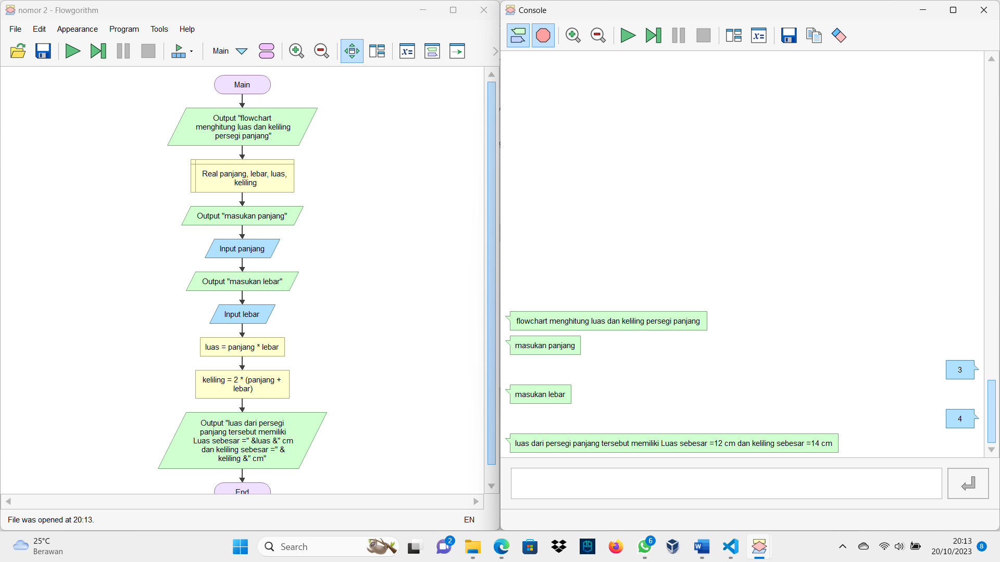 nomor 2 - Flowgorithm
File Edit Appearance Program Tools Help
Main
x=
Main
Output "flowchart
menghitung luas dan keliling
persegi panjang"
Real panjang, lebar, luas,
keliling
Output "masukan panjang"
Input panjang
Output "masukan lebar"
Input lebar
luas = panjang * lebar
keliling = 2 * (panjang +
lebar)
Output "luas dari persegi
panjang tersebut memiliki
Luas sebesar =" &luas &" cm
dan keliling sebesar =" &
keliling &" cm"
End
File was opened at 20:13.
EN
Console
x=
flowchart menghitung luas dan keliling persegi panjang
masukan panjang
3
masukan lebar
4
luas dari persegi panjang tersebut memiliki Luas sebesar =12 cm dan keliling sebesar =14 cm
25°C
Berawan
Search
2
6
W
20:13
20/10/2023
8